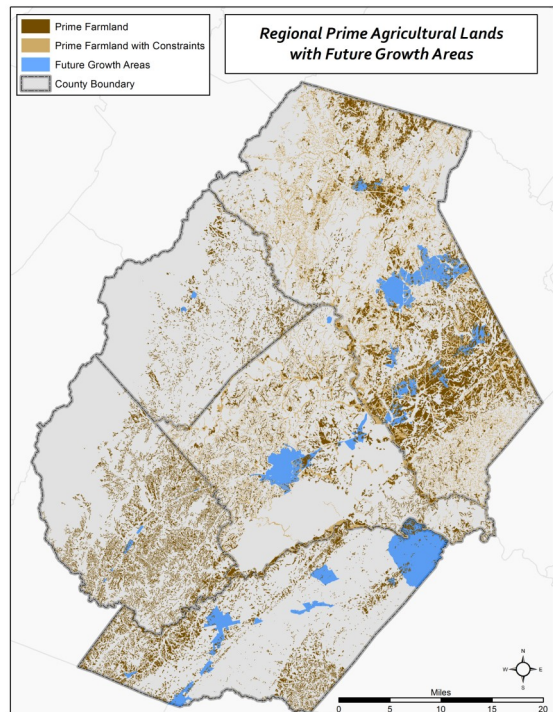 Prime Farmland
Prime Farmland with Constraints
Future Growth Areas
County Boundary
Regional Prime Agricultural Lands
with Future Growth Areas
N
W
E
S
Miles
0
5
10
15
20